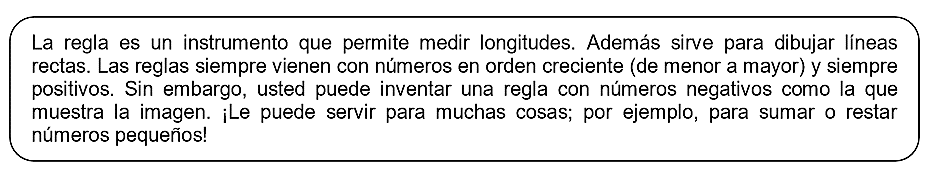 La regla es un instrumento que permite medir longitudes. Además sirve para dibujar líneas
rectas. Las reglas siempre vienen con números en orden creciente (de menor a mayor) y siempre
positivos. Sin embargo, usted puede inventar una regla con números negativos como la que
muestra la imagen. ¡Le puede servir para muchas cosas; por ejemplo, para sumar o restar
números pequeños!